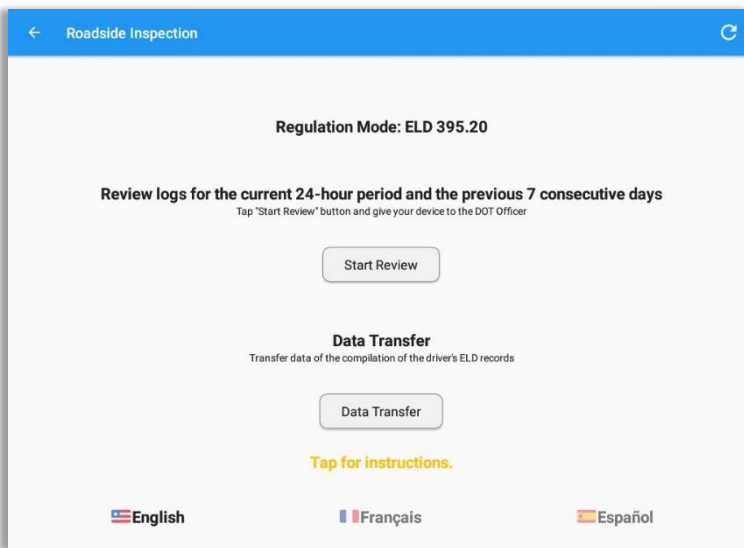 Roadside Inspection
Regulation Mode: ELD 395.20
Review logs for the current 24-hour period and the previous 7 consecutive days
Tap "Start Review" button and give your device to the DOT Officer
Start Review
Data Transfer
Transfer data of the compilation of the driver's ELD records
Data Transfer
Tap for instructions.
English Français Español